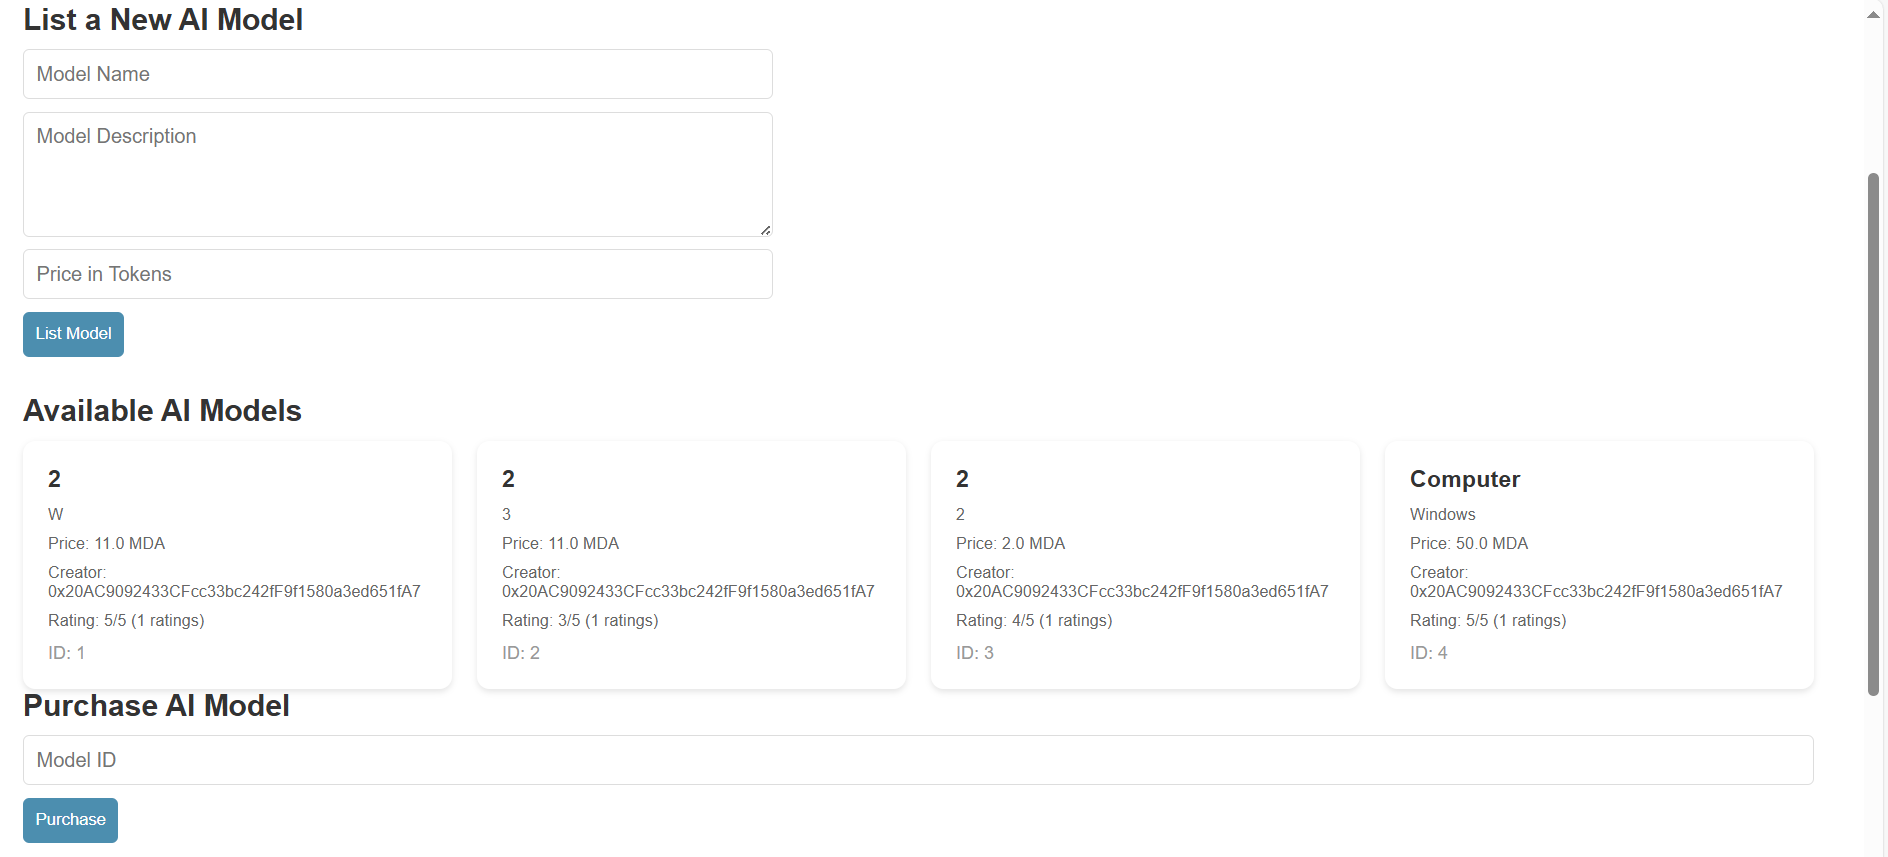 List a New AI Model
Model Name
Model Description
Price in Tokens
List Model
Available AI Models
2
W
Price: 11.0 MDA
Creator:
0x20AC9092433CFcc33bc242fF9f1580a3ed651fA7
Rating: 5/5 (1 ratings)
ID: 1
2
3
Price: 11.0 MDA
Creator:
0x20AC9092433CFcc33bc242fF9f1580a3ed651fA7
Rating: 3/5 (1 ratings)
ID: 2
2
2
Price: 2.0 MDA
Creator:
0x20AC9092433CFcc33bc242fF9f1580a3ed651fA7
Rating: 4/5 (1 ratings)
ID: 3
Computer
Windows
Price: 50.0 MDA
Creator:
0x20AC9092433CFcc33bc242fF9f1580a3ed651fA7
Rating: 5/5 (1 ratings)
ID: 4
Purchase AI Model
Model ID
Purchase